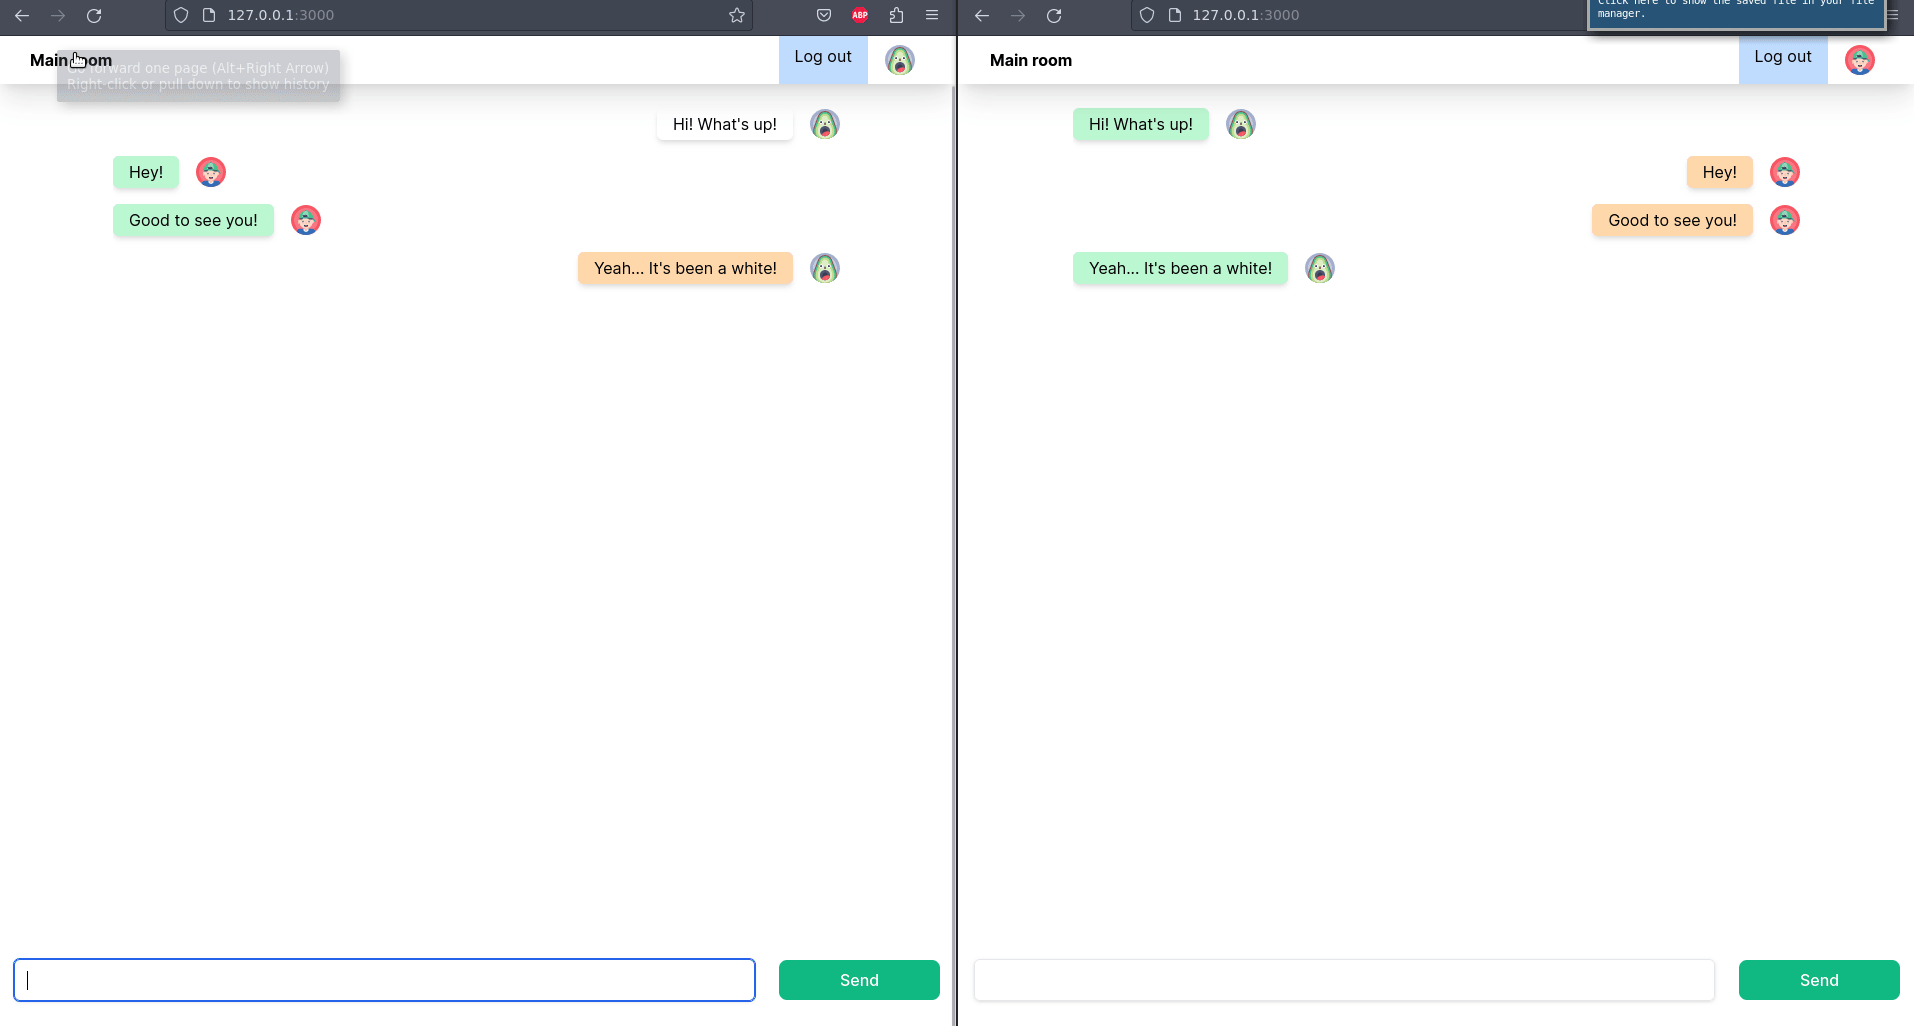 127.0.0.1:3000
ABP
Main room
Go forward one page (Alt+Right Arrow)
Right-click or pull down to show history
Log out
Hi! What's up!
Hey!
Good to see you!
Yeah... It's been a white!
Send
127.0.0.1:3000
Click here to show the saved file in your file
manager.
Main room
Log out
Hi! What's up!
Hey!
Good to see you!
Yeah... It's been a white!
Send